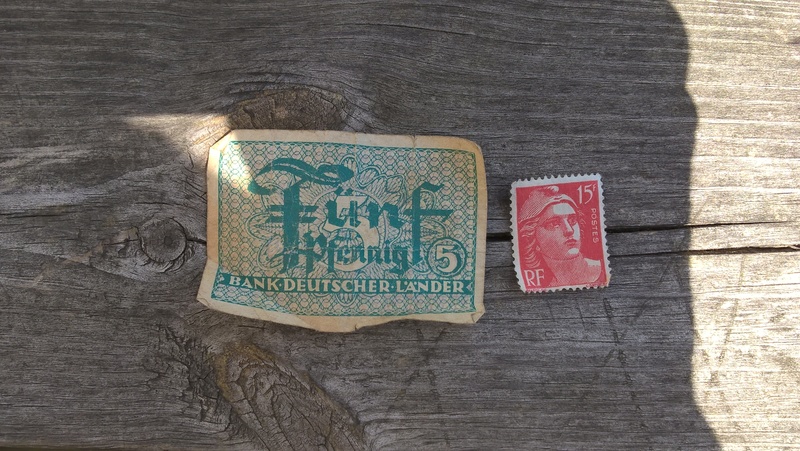 Fünf
Pfennig
5
BANK·DEUTSCHER·LÄNDER
15F
POSTES
RF